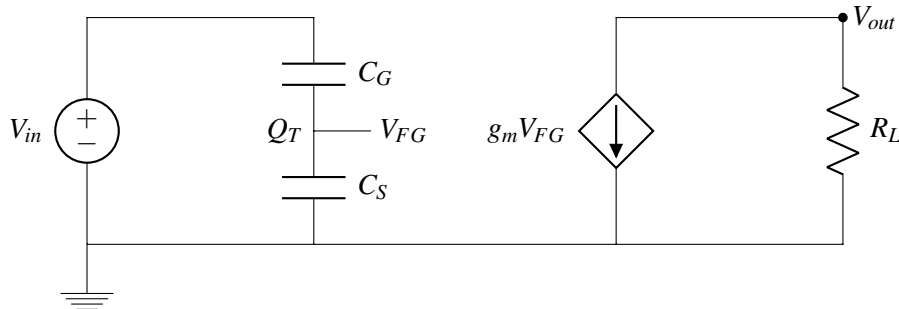 V_out
C_G
V_in + −
Q_T V_FG
g_m V_FG
R_L
C_S